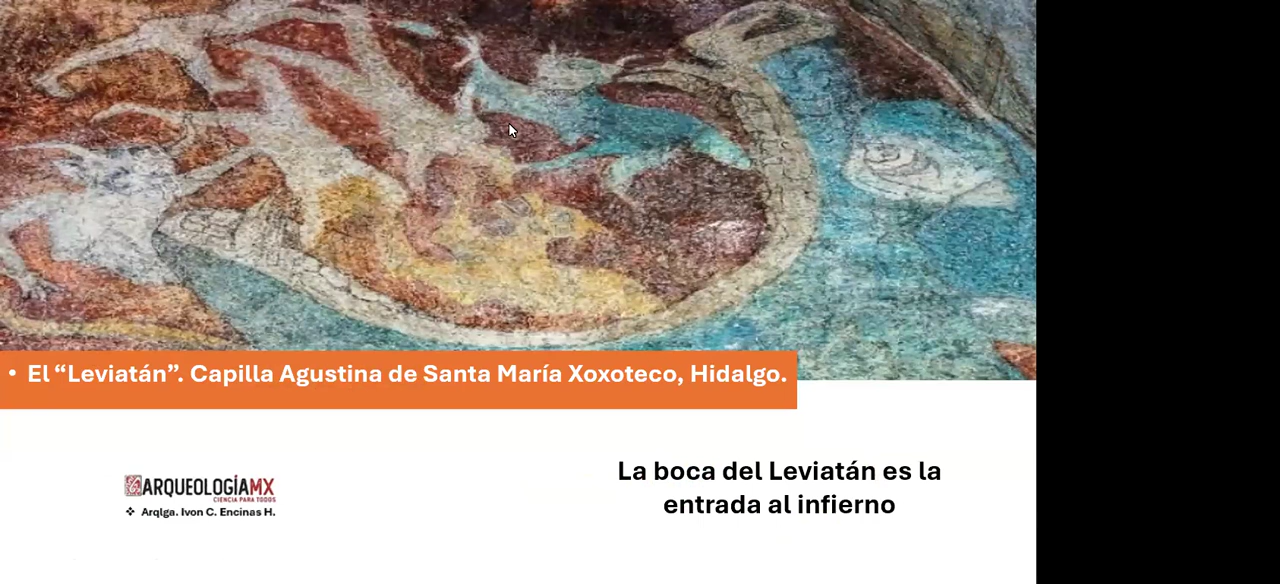 • El “Leviatán”. Capilla Agustina de Santa María Xoxoteco, Hidalgo.
La boca del Leviatán es la
entrada al infierno
ARQUEOLOGÍAMX
CIENCIA PARA TODOS
❖ Arqlga. Ivon C. Encinas H.